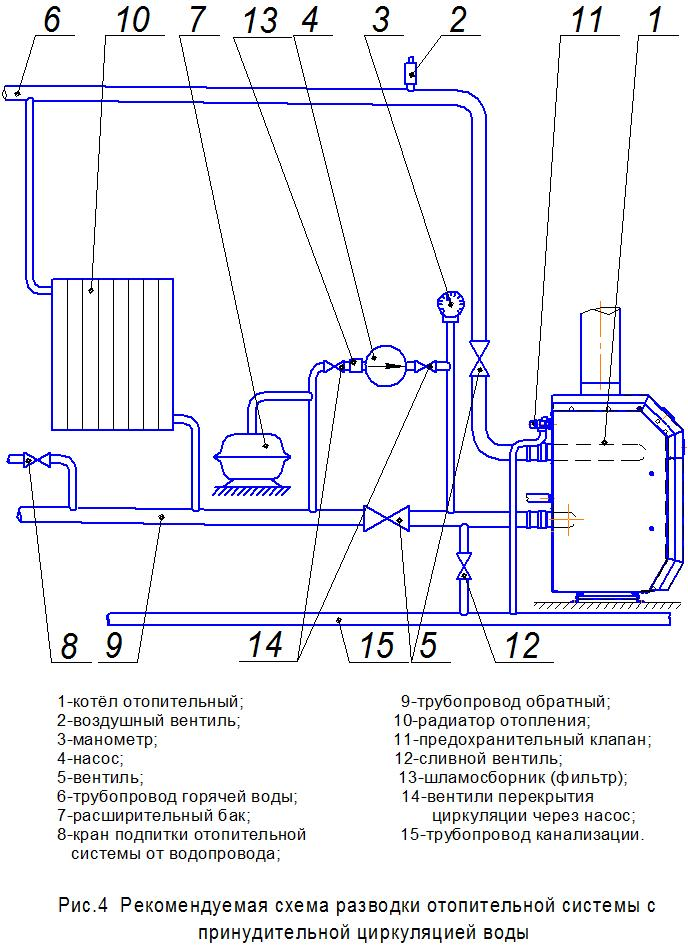 6 10 7 13 4 3 2 11 1
8 9 14 15 5 12
1-котёл отопительный;
2-воздушный вентиль;
3-манометр;
4-насос;
5-вентиль;
6-трубопровод горячей воды;
7-расширительный бак;
8-кран подпитки отопительной
системы от водопровода;
9-трубопровод обратный;
10-радиатор отопления;
11-предохранительный клапан;
12-сливной вентиль;
13-шламосборник (фильтр);
14-вентили перекрытия
циркуляции через насос;
15-трубопровод канализации.
Рис.4 Рекомендуемая схема разводки отопительной системы с
принудительной циркуляцией воды